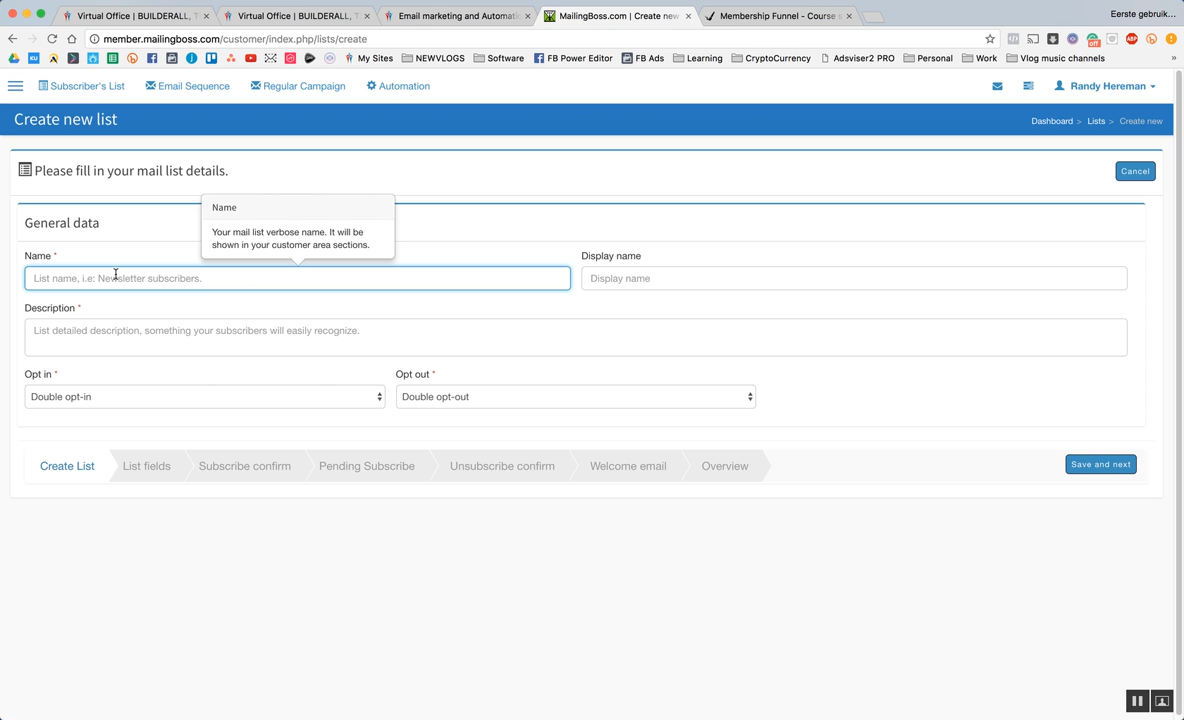 Virtual Office | BUILDERALL, T
Virtual Office | BUILDERALL, T
Email marketing and Automatio
MailingBoss.com | Create new
Membership Funnel - Course
Eerste gebruik...
member.mailingboss.com/customer/index.php/lists/create
My Sites
NEWVLOGS
Software
FB Power Editor
FB Ads
Learning
CryptoCurrency
Adviser2 PRO
Personal
Work
Vlog music channels
Subscriber's List
Email Sequence
Regular Campaign
Automation
Randy Hereman
Create new list
Dashboard > Lists > Create new
Please fill in your mail list details.
Cancel
Name
General data
Your mail list verbose name. It will
be shown in your customer area sections.
Name *
Display name
List name, i.e: Newsletter subscribers.
Display name
Description *
List detailed description, something your subscribers will easily recognize.
Opt in *
Opt out *
Double opt-in
Double opt-out
Create List
List fields
Subscribe confirm
Pending Subscribe
Unsubscribe confirm
Welcome email
Overview
Save and next